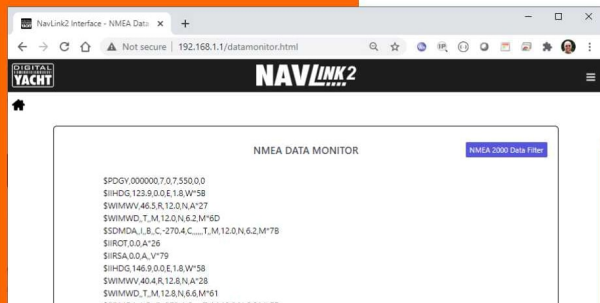 NavLink2 Interface - NMEA Data
Not secure | 192.168.1.1/datamonitor.html
DIGITAL YACHT
NAVLINK2
NMEA DATA MONITOR
NMEA 2000 Data Filter
$PDGY,000000,7,0,7,550,0,0
$IIHDG,123.9,0.0,E,1.8,W*5B
$WIMWV,46.5,R,12.0,N,A*27
$WIMWD,,T,,M,12.0,N,6.2,M*6D
$SDMDA,,I,,B,,C,-270.4,C,,,,,,T,,M,12.0,N,6.2,M*7B
$IIROT,0.0,A*26
$IIRSA,0.0,A,,V*79
$IIHDG,146.9,0.0,E,1.8,W*58
$WIMWV,40.4,R,12.8,N,A*28
$WIMWD,,T,,M,12.8,N,6.6,M*61